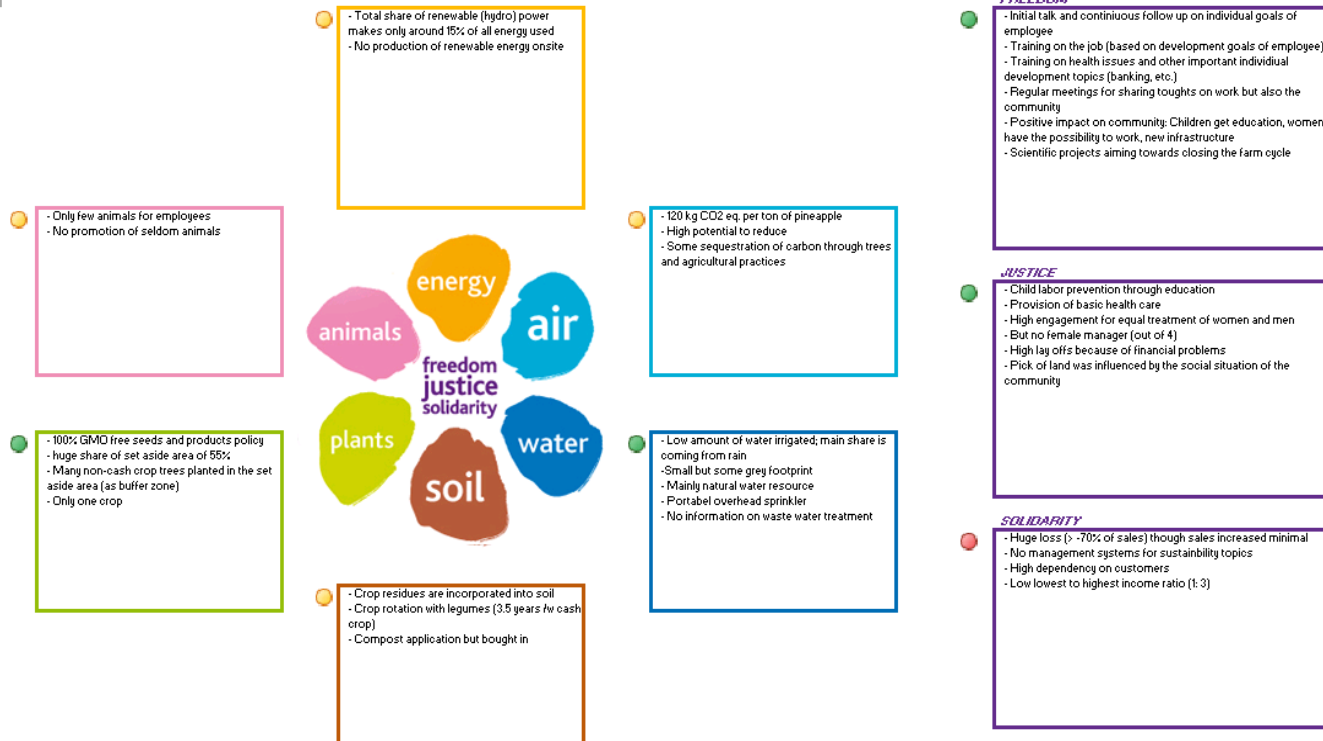 - Total share of renewable (hydro) power
makes only around 15% of all energy used
- No production of renewable energy onsite
- Only few animals for employees
- No promotion of seldom animals
- 120 kg CO2 eq. per ton of pineapple
- High potential to reduce
- Some sequestration of carbon through trees
and agricultural practices
energy
air
animals
freedom
justice
solidarity
plants
water
soil
- 100% GMO free seeds and products policy
- huge share of set aside area of 55%
- Many non-cash crop trees planted in the set
aside area (as buffer zone)
- Only one crop
- Low amount of water irrigated; main share is
coming from rain
-Small but some grey footprint
- Mainly natural water resource
- Portabel overhead sprinkler
- No information on waste water treatment
- Crop residues are incorporated into soil
- Crop rotation with legumes (3.5 years /w cash
crop)
- Compost application but bought in
FREEDOM
- Initial talk and continiuous follow up on individual goals of
employee
- Training on the job (based on development goals of employee)
- Training on health issues and other important individiual
development topics (banking, etc.)
- Regular meetings for sharing toughts on work but also the
community
- Positive impact on community: Children get education, women
have the possibility to work, new infrastructure
- Scientific projects aiming towards closing the farm cycle
JUSTICE
- Child labor prevention through education
- Provision of basic health care
- High engagement for equal treatment of women and men
- But no female manager (out of 4)
- High lay offs because of financial problems
- Pick of land was influenced by the social situation of the
community
SOLIDARITY
- Huge loss (> -70% of sales) though sales increased minimal
- No management systems for sustainbility topics
- High dependency on customers
- Low lowest to highest income ratio (1: 3)